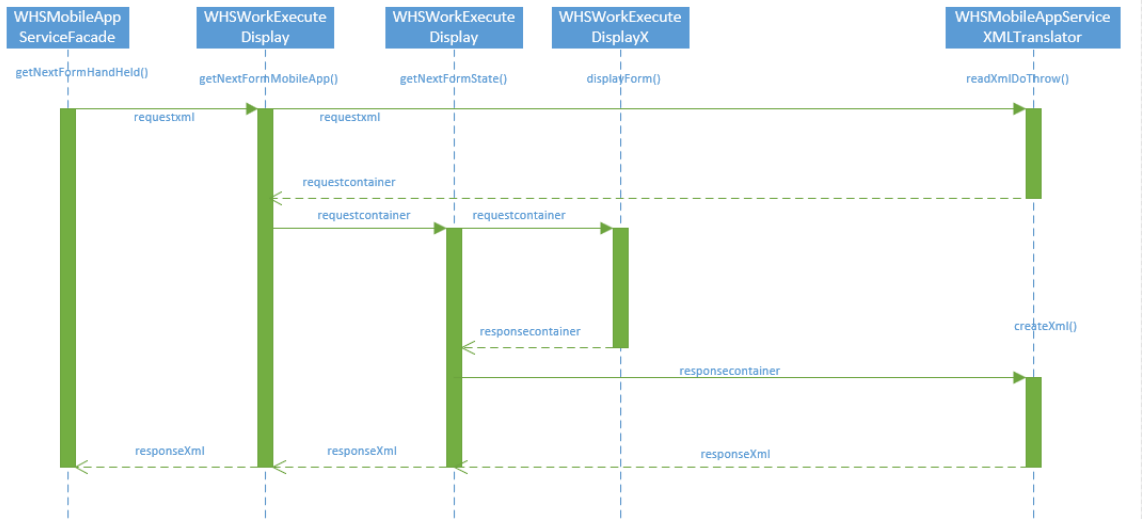 WHSMobileApp
ServiceFacade
WHSWorkExecute
Display
WHSWorkExecute
Display
WHSWorkExecute
DisplayX
WHSMobileAppService
XMLTranslator
getNextFormHandHeld()
getNextFormMobileApp()
getNextFormState()
displayForm()
readXmlDoThrow()
requestxml
requestxml
requestcontainer
requestcontainer
requestcontainer
createXml()
responsecontainer
responsecontainer
responseXml
responseXml
responseXml